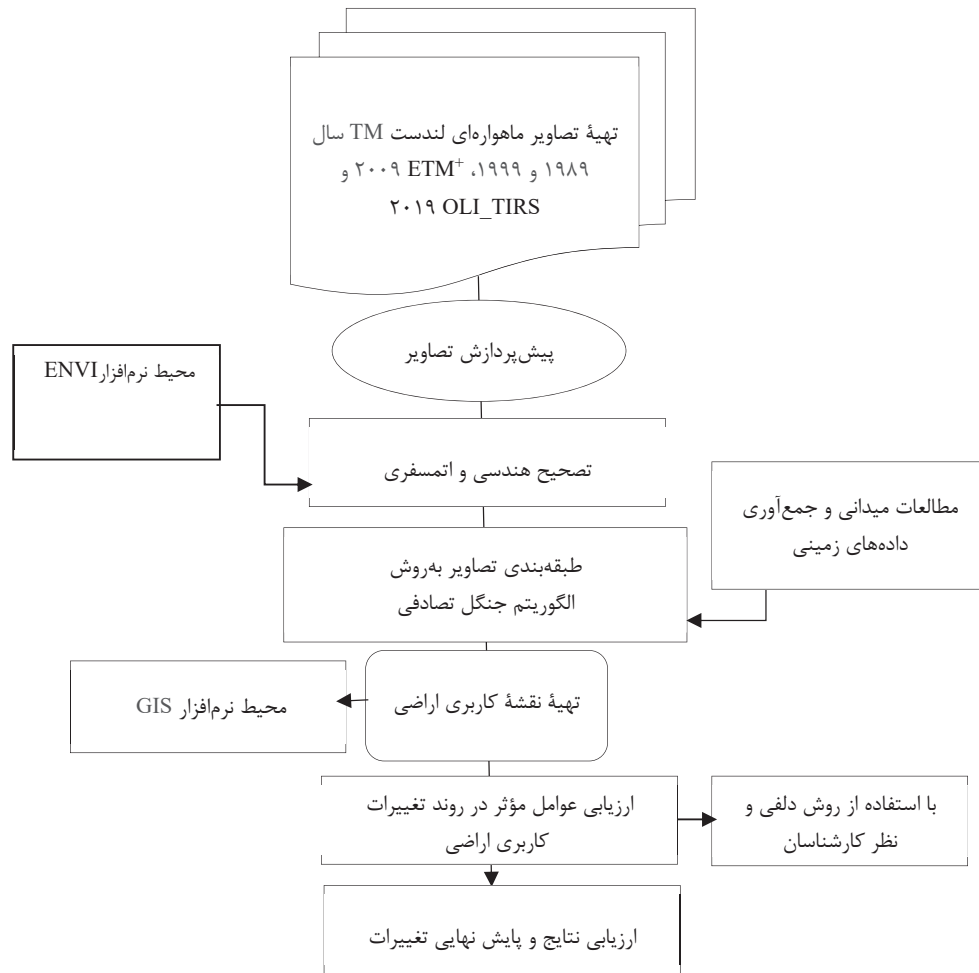 تهیۀ تصاویر ماهواره‌ای لندست TM سال
۱۹۸۹ و ۱۹۹۹، ETM+ ۲۰۰۹ و
۲۰۱۹ OLI_TIRS
پیش‌پردازش تصاویر
محیط نرم‌افزارENVI
تصحیح هندسی و اتمسفری
مطالعات میدانی و جمع‌آوری
داده‌های زمینی
طبقه‌بندی تصاویر به‌روش
الگوریتم جنگل تصادفی
تهیۀ نقشۀ کاربری اراضی
محیط نرم‌افزار GIS
ارزیابی عوامل مؤثر در روند تغییرات
کاربری اراضی
با استفاده از روش دلفی و
نظر کارشناسان
ارزیابی نتایج و پایش نهایی تغییرات